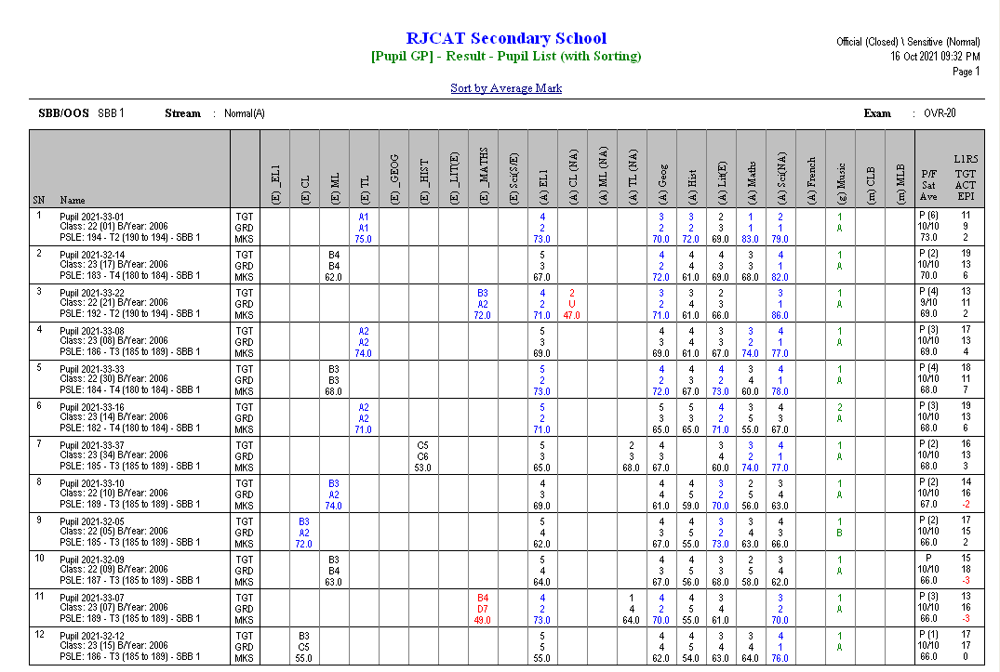 RJCAT Secondary School
Official (Closed) \ Sensitive (Normal)
[Pupil GP] - Result - Pupil List (with Sorting)
16 Oct 2021 09:32 PM
Page 1
Sort by Average Mark
SBB/OOS SBB 1 Stream : Normal(A) Exam : OVR-20
SN Name (E) _EL1 (E) CL (E) ML (E) TL (E) _GEOG (E) _HIST (E) _LIT(E) (E) _MATHS (E) Sci(S/E) (A) EL1 (A) CL (NA) (A) ML (NA) (A) TL (NA) (A) Geog (A) Hist (A) Lit(E) (A) Maths (A) Sci(NA) (A) French (g) Music (m) CLB (m) MLB P/F Sat Ave L1R5 TGT ACT EPI
1 Pupil 2021-33-01 TGT A1 4 3 3 2 1 2 1 P (6) 11
Class: 22 (01) B/Year: 2006 GRD A1 2 2 2 3 1 1 A 10/10 9
PSLE: 194 - T2 (190 to 194) - SBB 1 MKS 75.0 73.0 70.0 72.0 69.0 83.0 79.0 73.0 2
2 Pupil 2021-32-14 TGT B4 5 4 4 4 3 4 1 P (2) 19
Class: 23 (17) B/Year: 2006 GRD B4 3 2 4 3 3 1 A 10/10 13
PSLE: 183 - T4 (180 to 184) - SBB 1 MKS 62.0 67.0 72.0 61.0 69.0 68.0 82.0 70.0 6
3 Pupil 2021-33-22 TGT B3 4 2 3 3 2 3 1 P (4) 13
Class: 22 (21) B/Year: 2006 GRD A2 2 U 2 4 3 1 A 9/10 11
PSLE: 192 - T2 (190 to 194) - SBB 1 MKS 72.0 71.0 47.0 71.0 61.0 66.0 86.0 69.0 2
4 Pupil 2021-33-08 TGT A2 5 4 4 4 3 4 1 P (3) 17
Class: 23 (08) B/Year: 2006 GRD A2 3 3 4 3 2 1 A 10/10 13
PSLE: 186 - T3 (185 to 189) - SBB 1 MKS 74.0 69.0 69.0 61.0 67.0 74.0 77.0 69.0 4
5 Pupil 2021-33-33 TGT B3 5 4 4 4 3 4 1 P (4) 18
Class: 22 (30) B/Year: 2006 GRD B3 2 2 3 2 4 1 A 10/10 11
PSLE: 184 - T4 (180 to 184) - SBB 1 MKS 68.0 73.0 72.0 67.0 73.0 60.0 78.0 68.0 7
6 Pupil 2021-33-16 TGT A2 5 5 5 4 3 4 2 P (3) 19
Class: 23 (14) B/Year: 2006 GRD A2 2 3 3 2 5 3 A 10/10 13
PSLE: 182 - T4 (180 to 184) - SBB 1 MKS 71.0 71.0 65.0 65.0 71.0 55.0 67.0 68.0 6
7 Pupil 2021-33-37 TGT C5 5 2 4 3 3 4 1 P (2) 16
Class: 23 (34) B/Year: 2006 GRD C6 3 3 3 4 2 1 A 10/10 13
PSLE: 185 - T3 (185 to 189) - SBB 1 MKS 53.0 65.0 68.0 67.0 60.0 74.0 77.0 68.0 3
8 Pupil 2021-33-10 TGT B3 4 4 4 3 2 3 1 P (2) 14
Class: 22 (10) B/Year: 2006 GRD A2 3 4 5 2 5 4 A 10/10 16
PSLE: 189 - T3 (185 to 189) - SBB 1 MKS 74.0 69.0 61.0 59.0 70.0 56.0 63.0 67.0 -2
9 Pupil 2021-32-05 TGT B3 5 4 4 3 3 4 1 P (2) 17
Class: 22 (05) B/Year: 2006 GRD A2 4 3 5 2 4 3 B 10/10 15
PSLE: 185 - T3 (185 to 189) - SBB 1 MKS 72.0 62.0 67.0 55.0 73.0 63.0 66.0 66.0 2
10 Pupil 2021-32-09 TGT B3 5 4 4 3 2 3 1 P 15
Class: 22 (09) B/Year: 2006 GRD B4 4 3 5 3 5 4 A 10/10 18
PSLE: 187 - T3 (185 to 189) - SBB 1 MKS 63.0 64.0 67.0 56.0 68.0 58.0 62.0 66.0 -3
11 Pupil 2021-33-07 TGT B4 4 1 4 4 3 3 1 P (3) 13
Class: 23 (07) B/Year: 2006 GRD D7 2 4 2 5 4 2 A 10/10 16
PSLE: 189 - T3 (185 to 189) - SBB 1 MKS 49.0 73.0 64.0 70.0 55.0 61.0 70.0 66.0 -3
12 Pupil 2021-32-12 TGT B3 5 4 4 3 3 4 1 P (1) 17
Class: 23 (15) B/Year: 2006 GRD C5 5 4 5 4 4 1 A 10/10 17
PSLE: 186 - T3 (185 to 189) - SBB 1 MKS 55.0 55.0 62.0 54.0 63.0 64.0 76.0 66.0 0